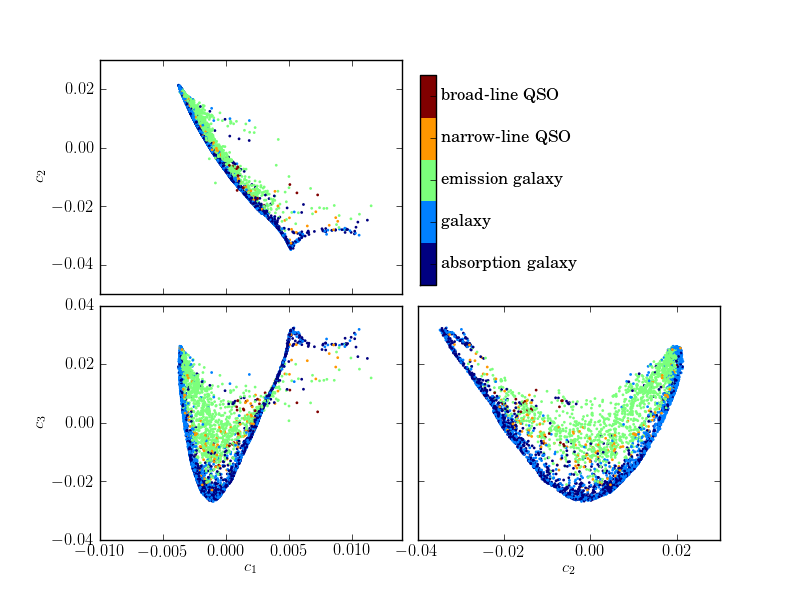 0.02
0.00
−0.02
−0.04
c2
broad-line QSO
narrow-line QSO
emission galaxy
galaxy
absorption galaxy
0.04
0.02
0.00
−0.02
−0.04
c3
−0.010 −0.005 0.000 0.005 0.010
c1
−0.04 −0.02 0.00 0.02
c2